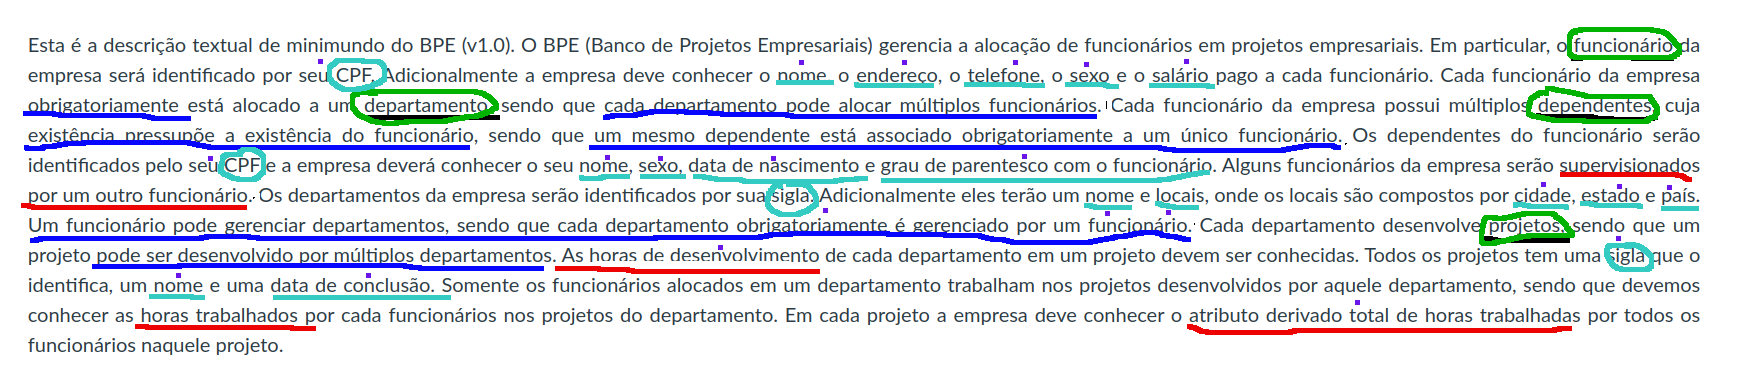 Esta é a descrição textual de minimundo do BPE (v1.0). O BPE (Banco de Projetos Empresariais) gerencia a alocação de funcionários em projetos empresariais. Em particular, o funcionário da
empresa será identificado por seu CPF. Adicionalmente a empresa deve conhecer o nome, o endereço, o telefone, o sexo e o salário pago a cada funcionário. Cada funcionário da empresa
obrigatoriamente está alocado a um departamento, sendo que cada departamento pode alocar múltiplos funcionários. Cada funcionário da empresa possui múltiplos dependentes, cuja
existência pressupõe a existência do funcionário, sendo que um mesmo dependente está associado obrigatoriamente a um único funcionário. Os dependentes do funcionário serão
identificados pelo seu CPF e a empresa deverá conhecer o seu nome, sexo, data de nascimento e grau de parentesco com o funcionário. Alguns funcionários da empresa serão supervisionados
por um outro funcionário. Os departamentos da empresa serão identificados por sua sigla. Adicionalmente eles terão um nome e locais, onde os locais são compostos por cidade, estado e país.
Um funcionário pode gerenciar departamentos, sendo que cada departamento obrigatoriamente é gerenciado por um funcionário. Cada departamento desenvolve projetos, sendo que um
projeto pode ser desenvolvido por múltiplos departamentos. As horas de desenvolvimento de cada departamento em um projeto devem ser conhecidas. Todos os projetos tem uma sigla que o
identifica, um nome e uma data de conclusão. Somente os funcionários alocados em um departamento trabalham nos projetos desenvolvidos por aquele departamento, sendo que devemos
conhecer as horas trabalhados por cada funcionários nos projetos do departamento. Em cada projeto a empresa deve conhecer o atributo derivado total de horas trabalhadas por todos os
funcionários naquele projeto.